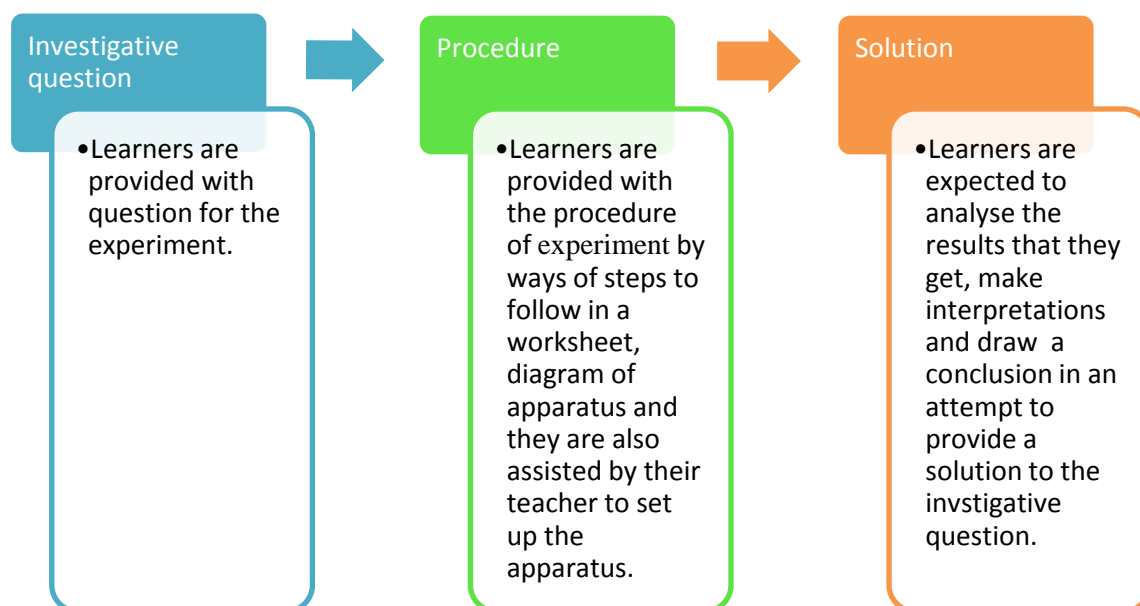 Investigative
question
•Learners are
provided with
question for the
experiment.
Procedure
•Learners are
provided with
the procedure
of experiment by
ways of steps to
follow in a
worksheet,
diagram of
apparatus and
they are also
assisted by their
teacher to set
up the
apparatus.
Solution
•Learners are
expected to
analyse the
results that they
get, make
interpretations
and draw  a
conclusion in an
attempt to
provide a
solution to the
invstigative
question.